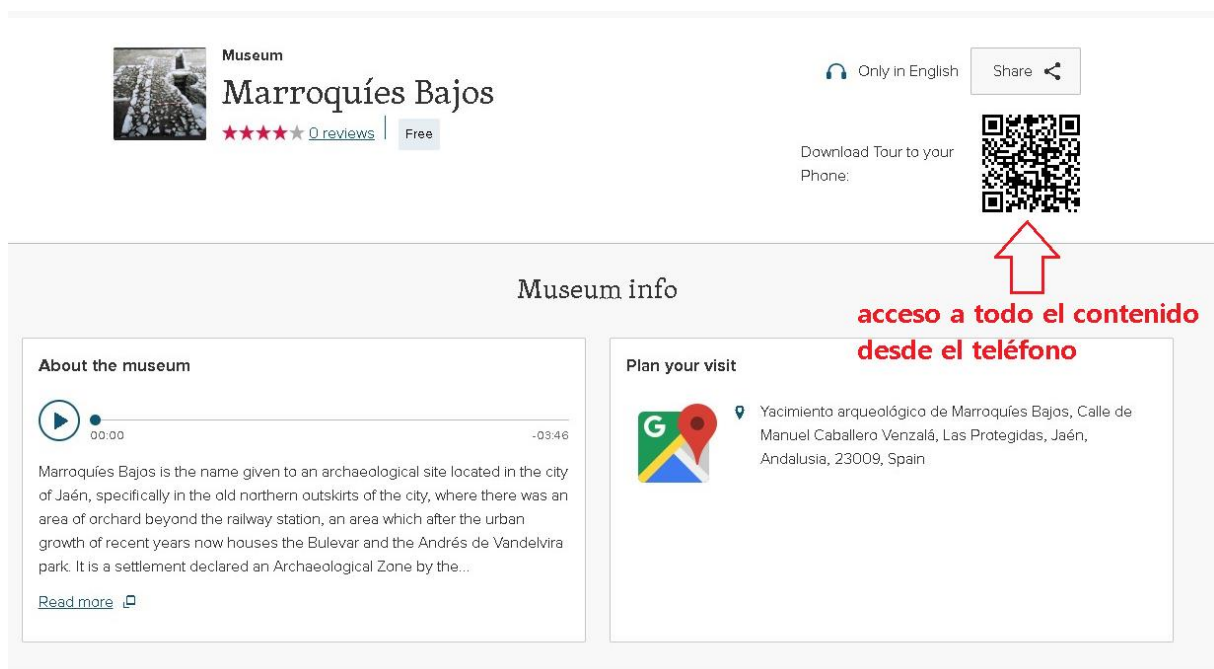 Museum
Marroquíes Bajos
0 reviews
Free
Only in English
Share
Download Tour to your
Phone:
Museum info
acceso a todo el contenido
desde el teléfono
About the museum
00:00
-03:46
Marroquíes Bajos is the name given to an archaeological site located in the city
of Jaén, specifically in the old northern outskirts of the city, where there was an
area of orchard beyond the railway station, an area which after the urban
growth of recent years now houses the Bulevar and the Andrés de Vandelvira
park. It is a settlement declared an Archaeological Zone by the...
Read more
Plan your visit
G
Yacimiento arqueológico de Marroquíes Bajos, Calle de
Manuel Caballero Venzalá, Las Protegidas, Jaén,
Andalusia, 23009, Spain